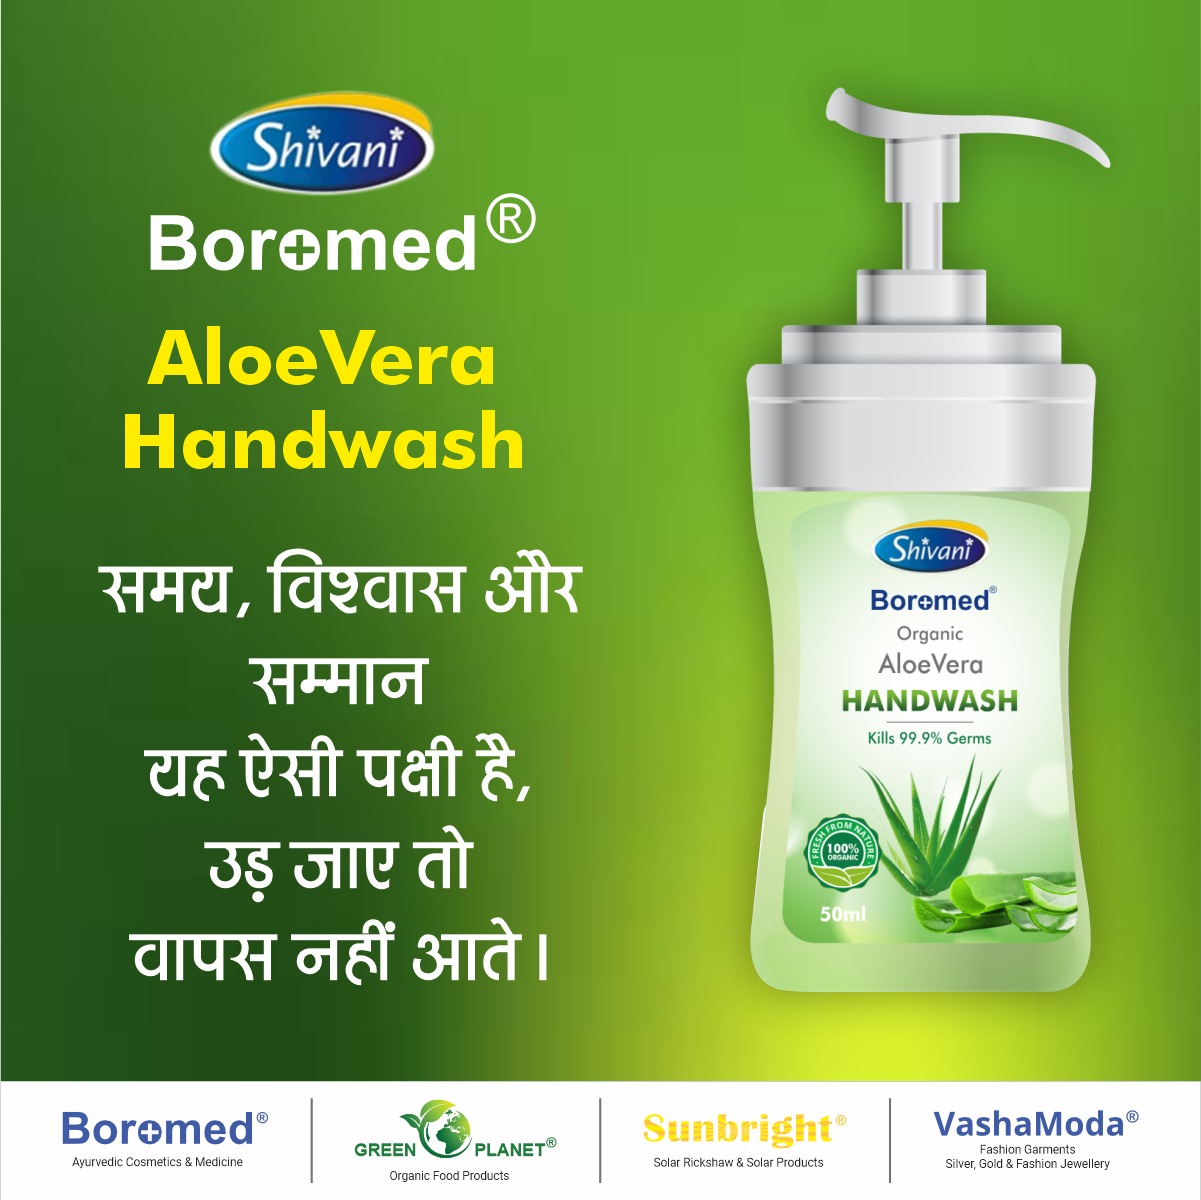 Shivani
Boromed®
AloeVera
Handwash
समय, विश्वास और
सम्मान
यह ऐसी पक्षी है,
उड़ जाए तो
वापस नहीं आते।
Shivani
Boromed®
Organic
AloeVera
HANDWASH
Kills 99.9% Germs
FRESH FROM NATURE
100%
ORGANIC
50ml
Boromed®
Ayurvedic Cosmetics & Medicine
GREEN PLANET®
Organic Food Products
Sunbright®
Solar Rickshaw & Solar Products
VashaModa®
Fashion Garments
Silver, Gold & Fashion Jewellery